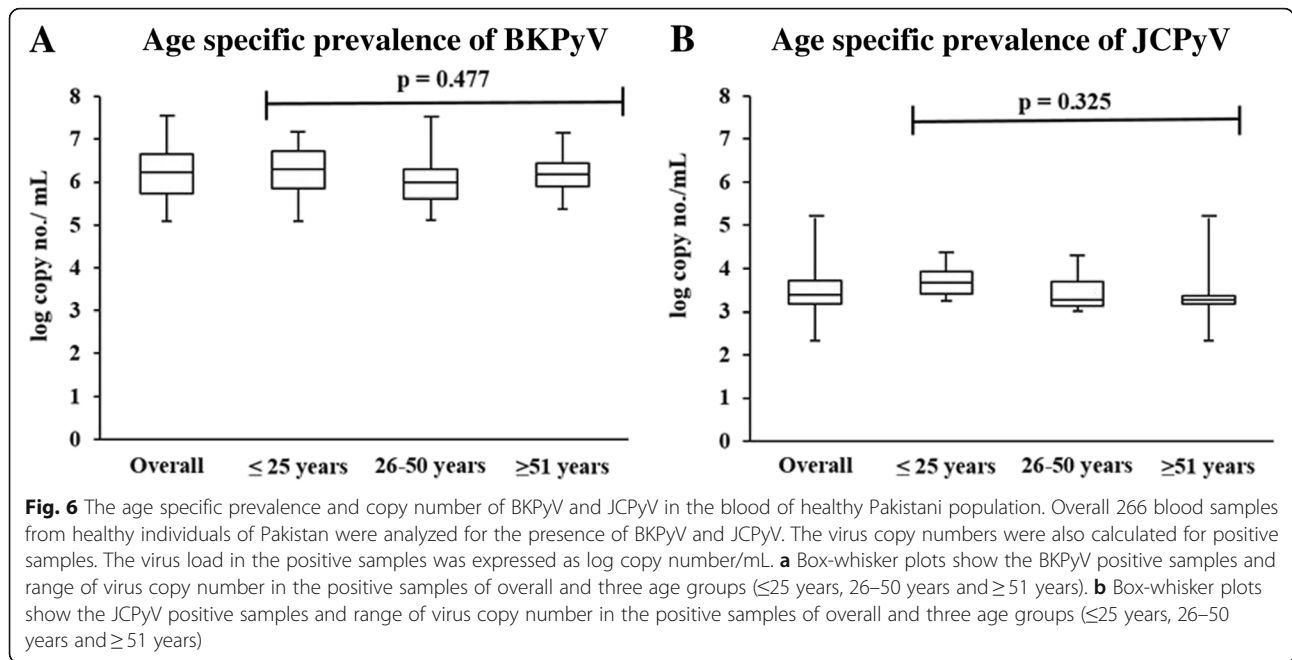 A Age specific prevalence of BKPyV
p = 0.477
log copy no./ mL
8
7
6
5
4
3
2
1
0
Overall ≤ 25 years 26-50 years ≥51 years
B Age specific prevalence of JCPyV
p = 0.325
log copy no./mL
8
7
6
5
4
3
2
1
0
Overall ≤ 25 years 26-50 years ≥51 years
Fig. 6 The age specific prevalence and copy number of BKPyV and JCPyV in the blood of healthy Pakistani population. Overall 266 blood samples
from healthy individuals of Pakistan were analyzed for the presence of BKPyV and JCPyV. The virus copy numbers were also calculated for positive
samples. The virus load in the positive samples was expressed as log copy number/mL. a Box-whisker plots show the BKPyV positive samples and
range of virus copy number in the positive samples of overall and three age groups (≤25 years, 26–50 years and ≥ 51 years). b Box-whisker plots
show the JCPyV positive samples and range of virus copy number in the positive samples of overall and three age groups (≤25 years, 26–50
years and ≥ 51 years)